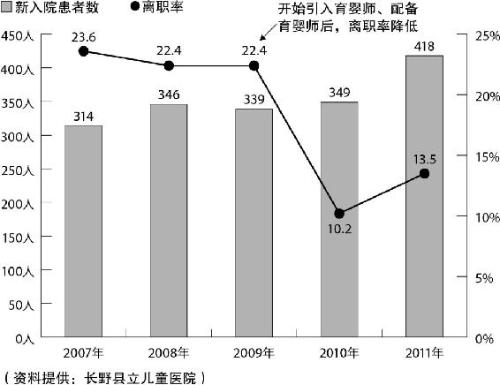 新入院患者数 离职率
开始引入育婴师、配备
育婴师后，离职率降低
450人 25%
400人
350人 20%
300人
250人 15%
200人
150人 10%
100人
50人 5%
0人 0%
23.6 22.4 22.4 10.2 13.5
314 346 339 349 418
2007年 2008年 2009年 2010年 2011年
（资料提供：长野县立儿童医院）